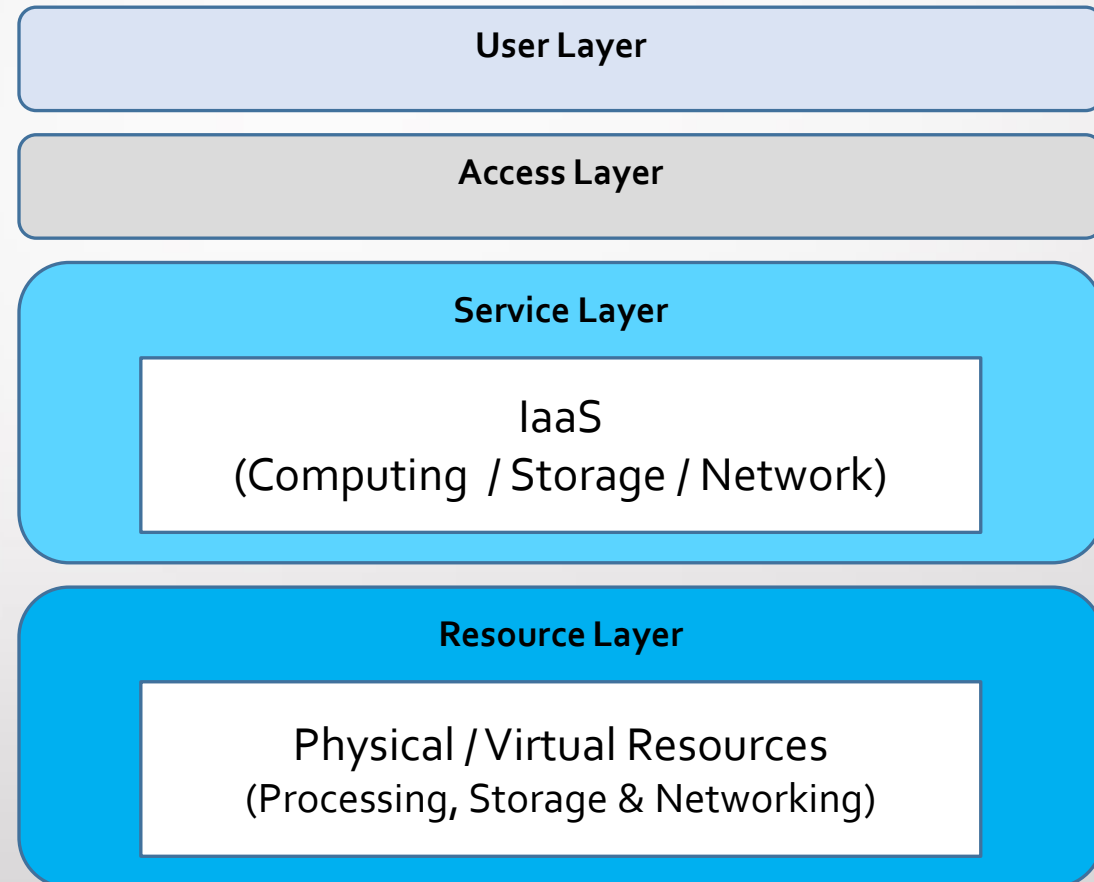 User Layer
Access Layer
Service Layer
IaaS
(Computing / Storage / Network)
Resource Layer
Physical / Virtual Resources
(Processing, Storage & Networking)